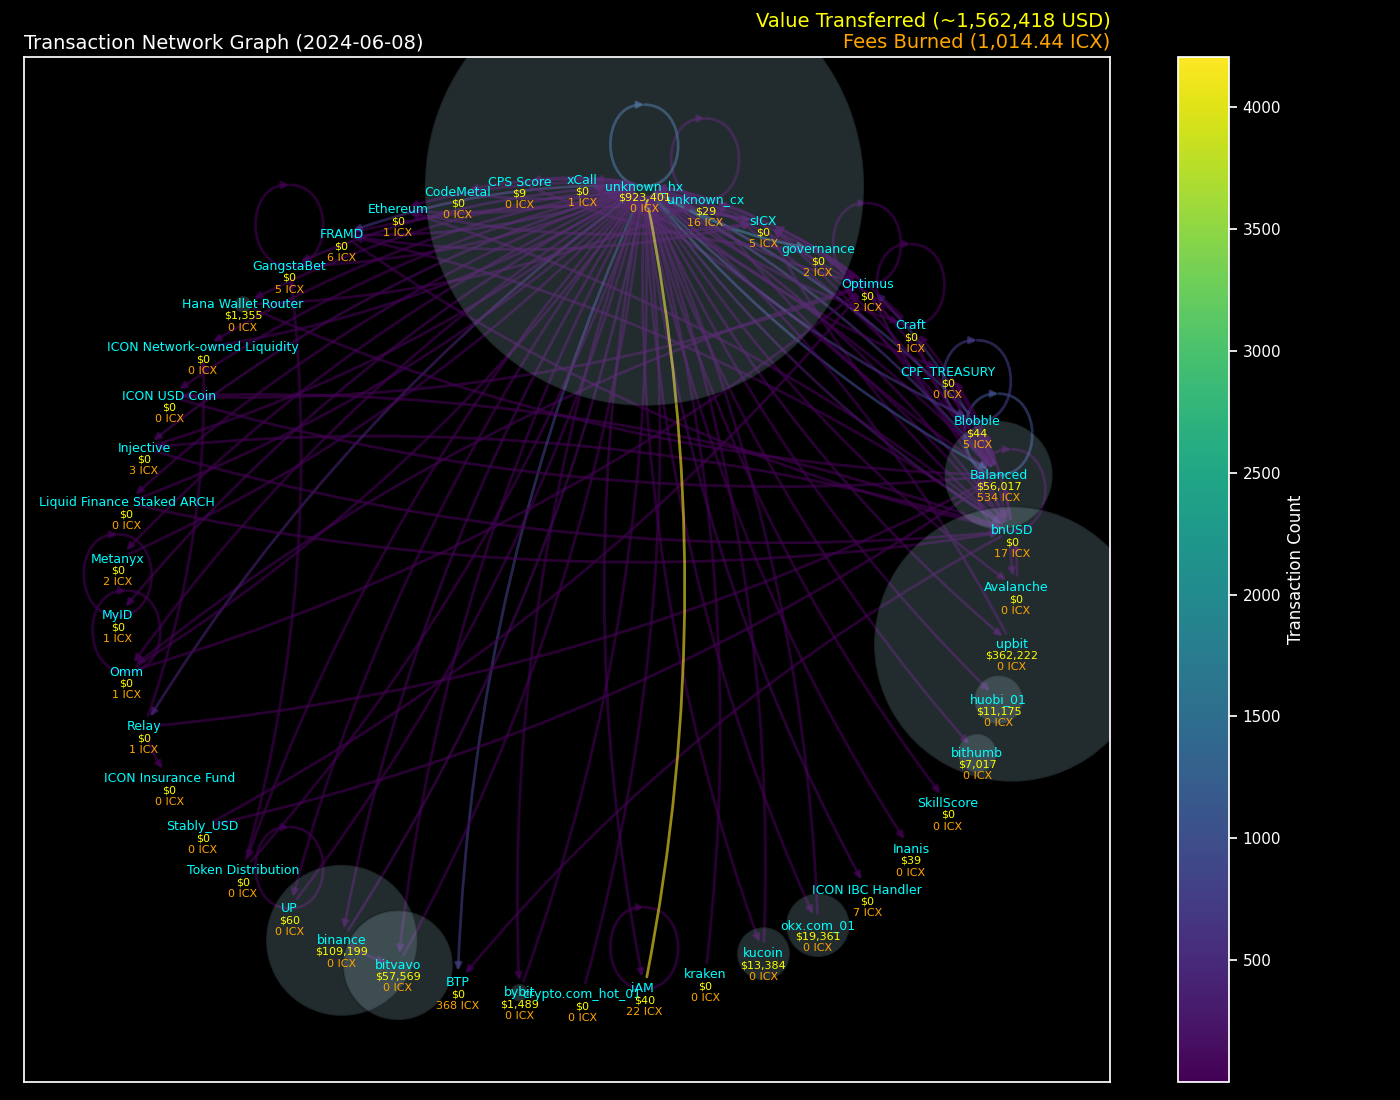 Value Transferred (~1,562,418 USD)
Transaction Network Graph (2024-06-08)
Fees Burned (1,014.44 ICX)
unknown_hx
$923,401
0 ICX
unknown_cx
$29
16 ICX
sICX
$0
5 ICX
governance
$0
2 ICX
Optimus
$0
2 ICX
Craft
$0
1 ICX
CPF_TREASURY
$0
0 ICX
Blobble
$44
5 ICX
Balanced
$56,017
534 ICX
bnUSD
$0
17 ICX
Avalanche
$0
0 ICX
upbit
$362,222
0 ICX
huobi_01
$11,175
0 ICX
bithumb
$7,017
0 ICX
SkillScore
$0
0 ICX
Inanis
$39
0 ICX
ICON IBC Handler
$0
7 ICX
okx.com_01
$19,361
0 ICX
kucoin
$13,384
0 ICX
kraken
$0
0 ICX
iAM
$40
22 ICX
crypto.com_hot_01
$0
0 ICX
bybit
$1,489
0 ICX
BTP
$0
368 ICX
bitvavo
$57,569
0 ICX
binance
$109,199
0 ICX
UP
$60
0 ICX
Token Distribution
$0
0 ICX
Stably_USD
$0
0 ICX
ICON Insurance Fund
$0
0 ICX
Relay
$0
1 ICX
Omm
$0
1 ICX
MyID
$0
1 ICX
Metanyx
$0
2 ICX
Liquid Finance Staked ARCH
$0
0 ICX
Injective
$0
3 ICX
ICON USD Coin
$0
0 ICX
ICON Network-owned Liquidity
$0
0 ICX
Hana Wallet Router
$1,355
0 ICX
GangstaBet
$0
5 ICX
FRAMD
$0
6 ICX
Ethereum
$0
1 ICX
CodeMetal
$0
0 ICX
CPS Score
$9
0 ICX
xCall
$0
1 ICX
4000
3500
3000
2500
2000
1500
1000
500
Transaction Count